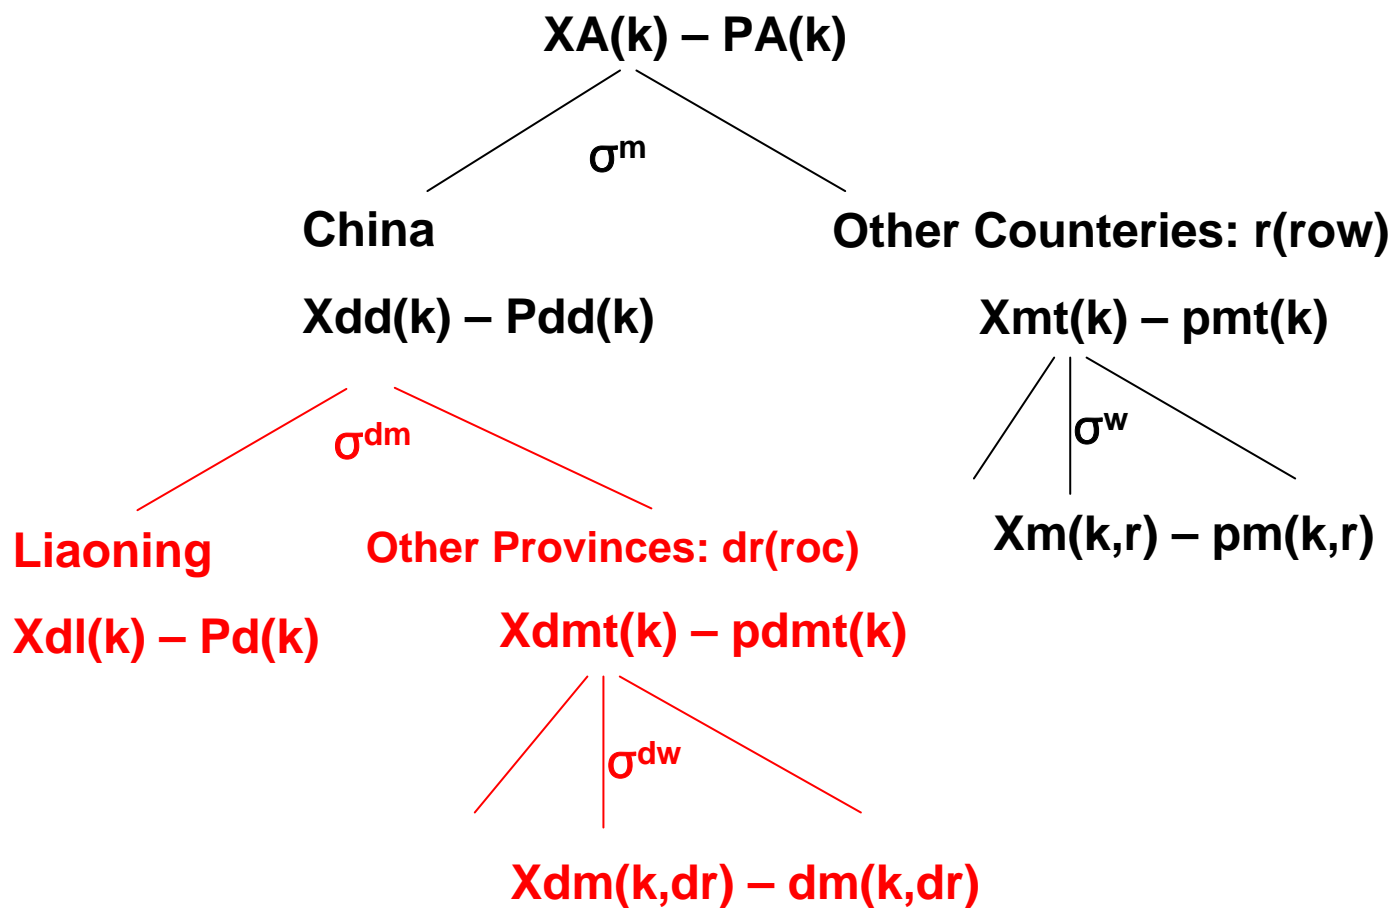 XA(k) – PA(k)
σᵐ
China
Other Counteries: r(row)
Xdd(k) – Pdd(k)
Xmt(k) – pmt(k)
σᵈᵐ
σʷ
Liaoning
Other Provinces: dr(roc)
Xm(k,r) – pm(k,r)
Xdl(k) – Pd(k)
Xdmt(k) – pdmt(k)
σᵈʷ
Xdm(k,dr) – dm(k,dr)